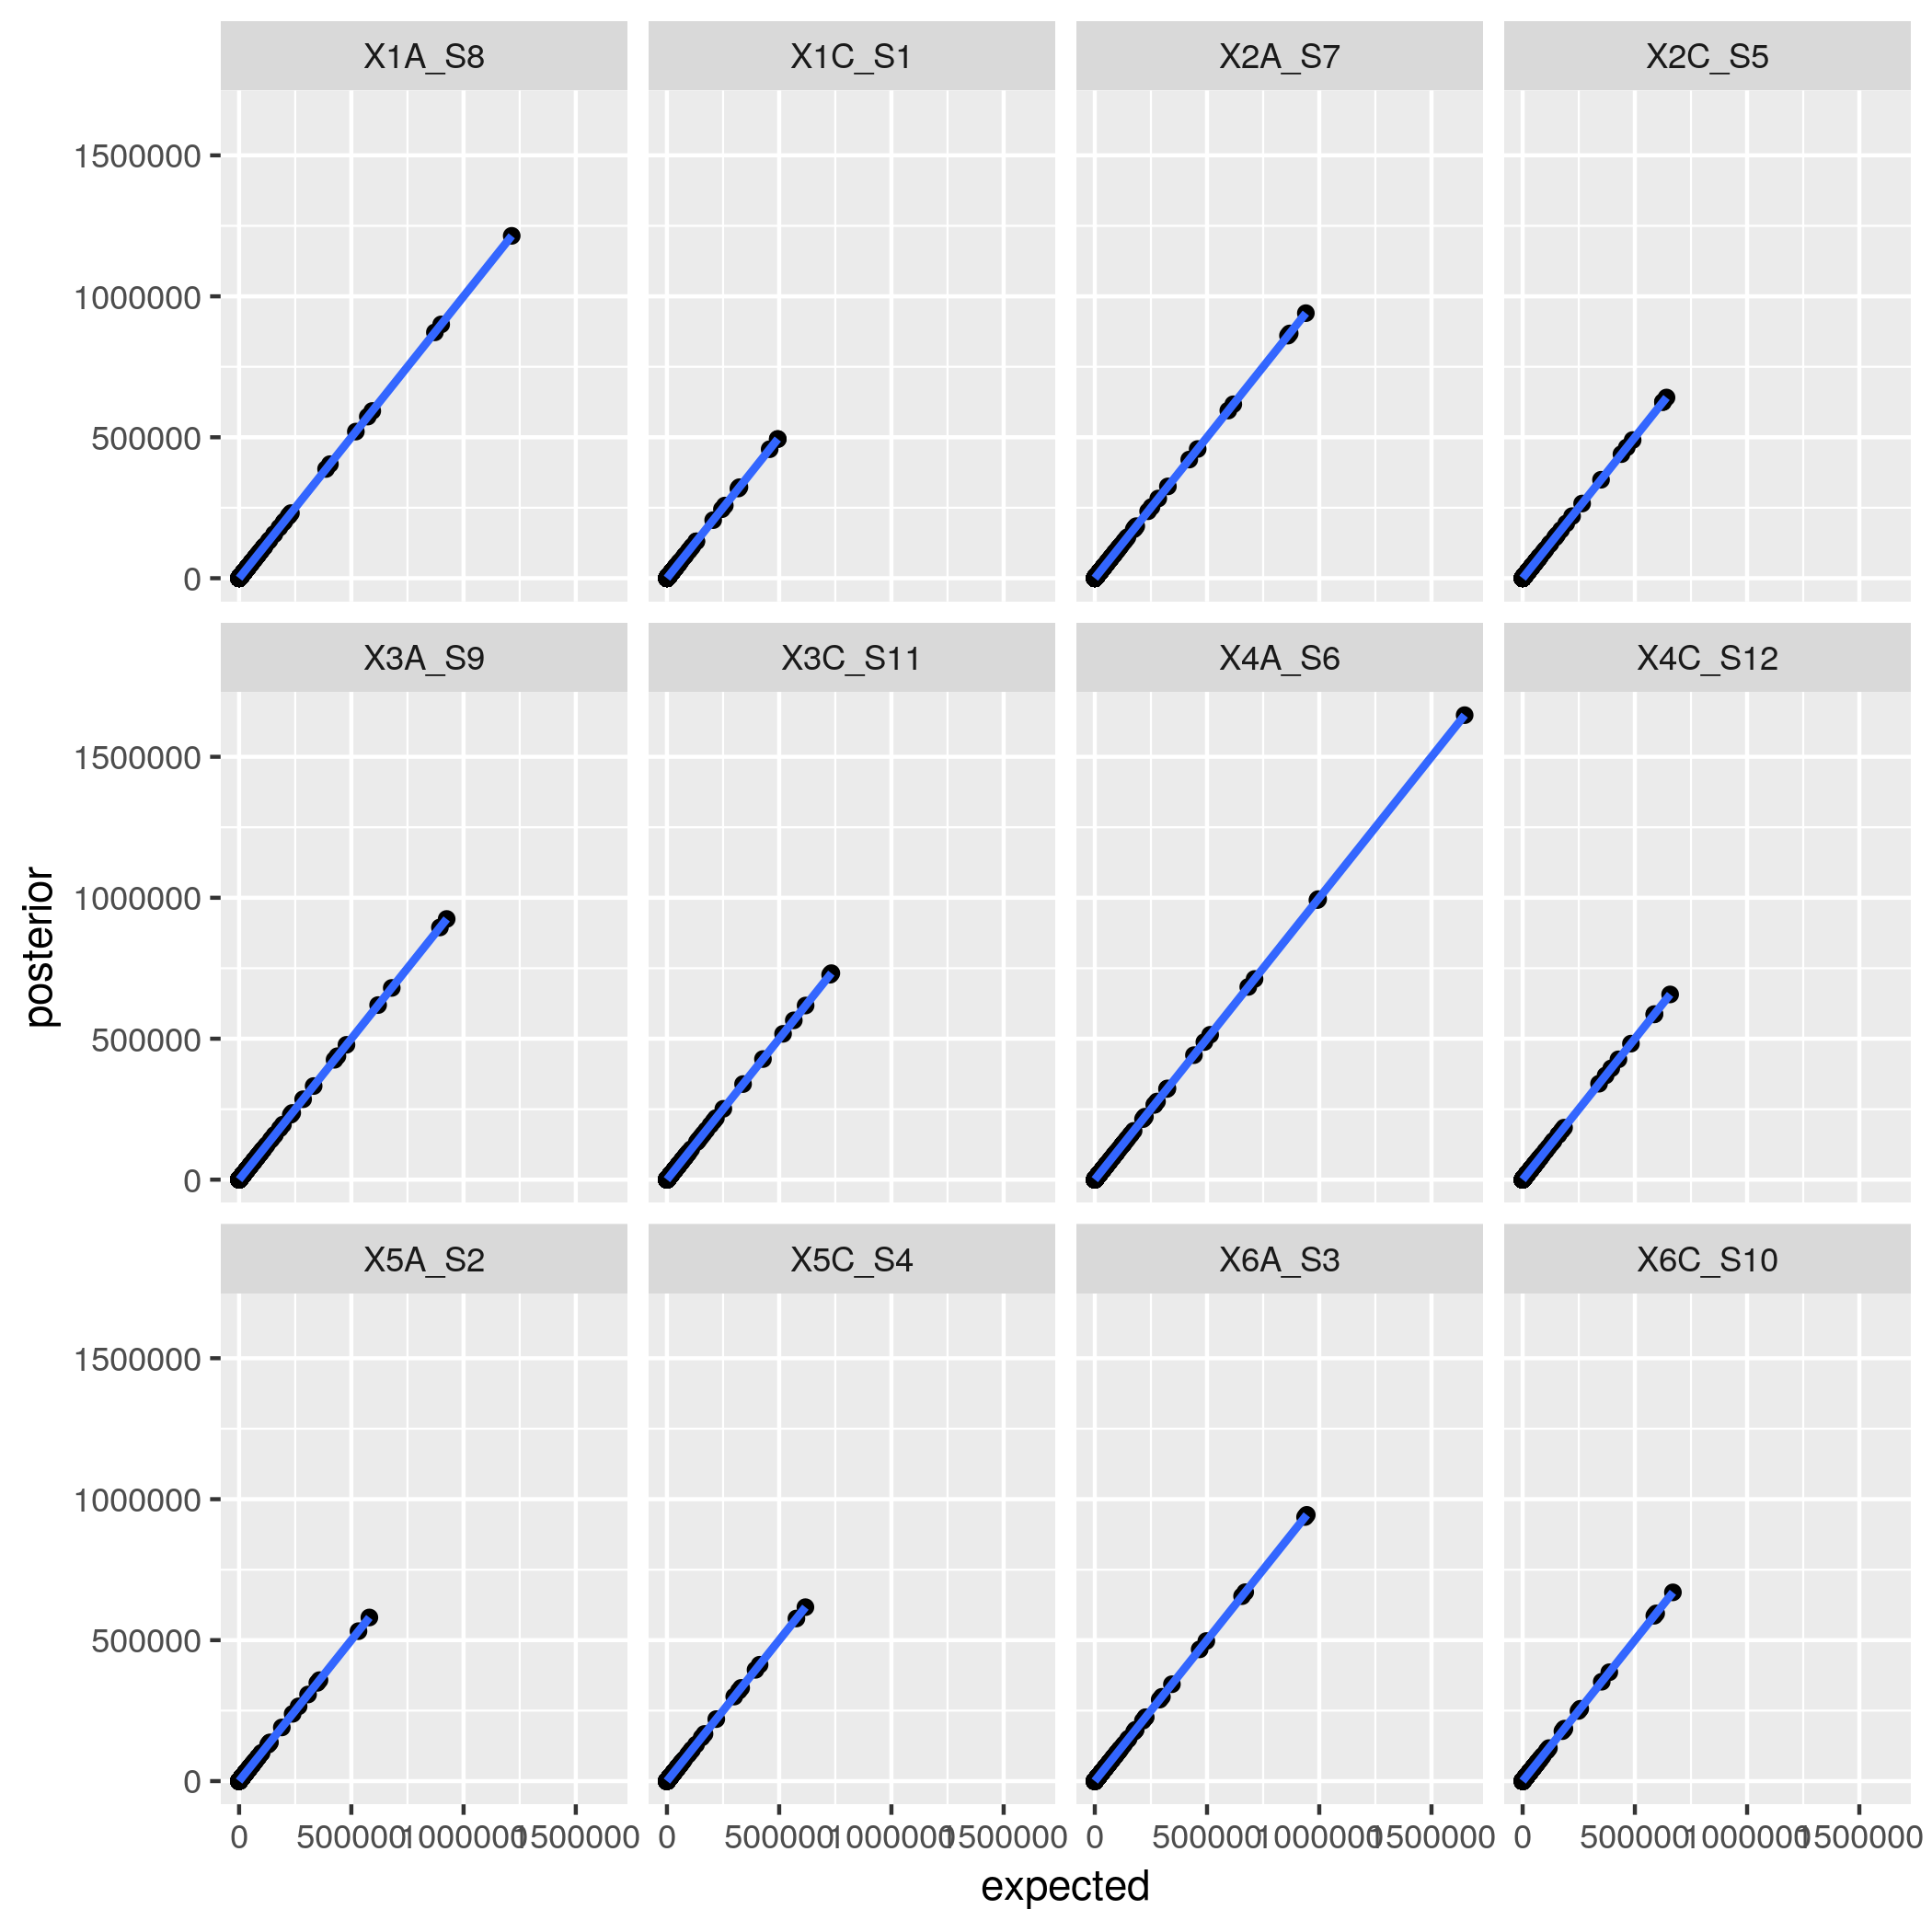 X1A_S8 X1C_S1 X2A_S7 X2C_S5
1500000
1000000
500000
0
X3A_S9 X3C_S11 X4A_S6 X4C_S12
1500000
1000000
500000
0
posterior
X5A_S2 X5C_S4 X6A_S3 X6C_S10
1500000
1000000
500000
0
0 500000 1000000 1500000 0 500000 1000000 1500000 0 500000 1000000 1500000 0 500000 1000000 1500000
expected